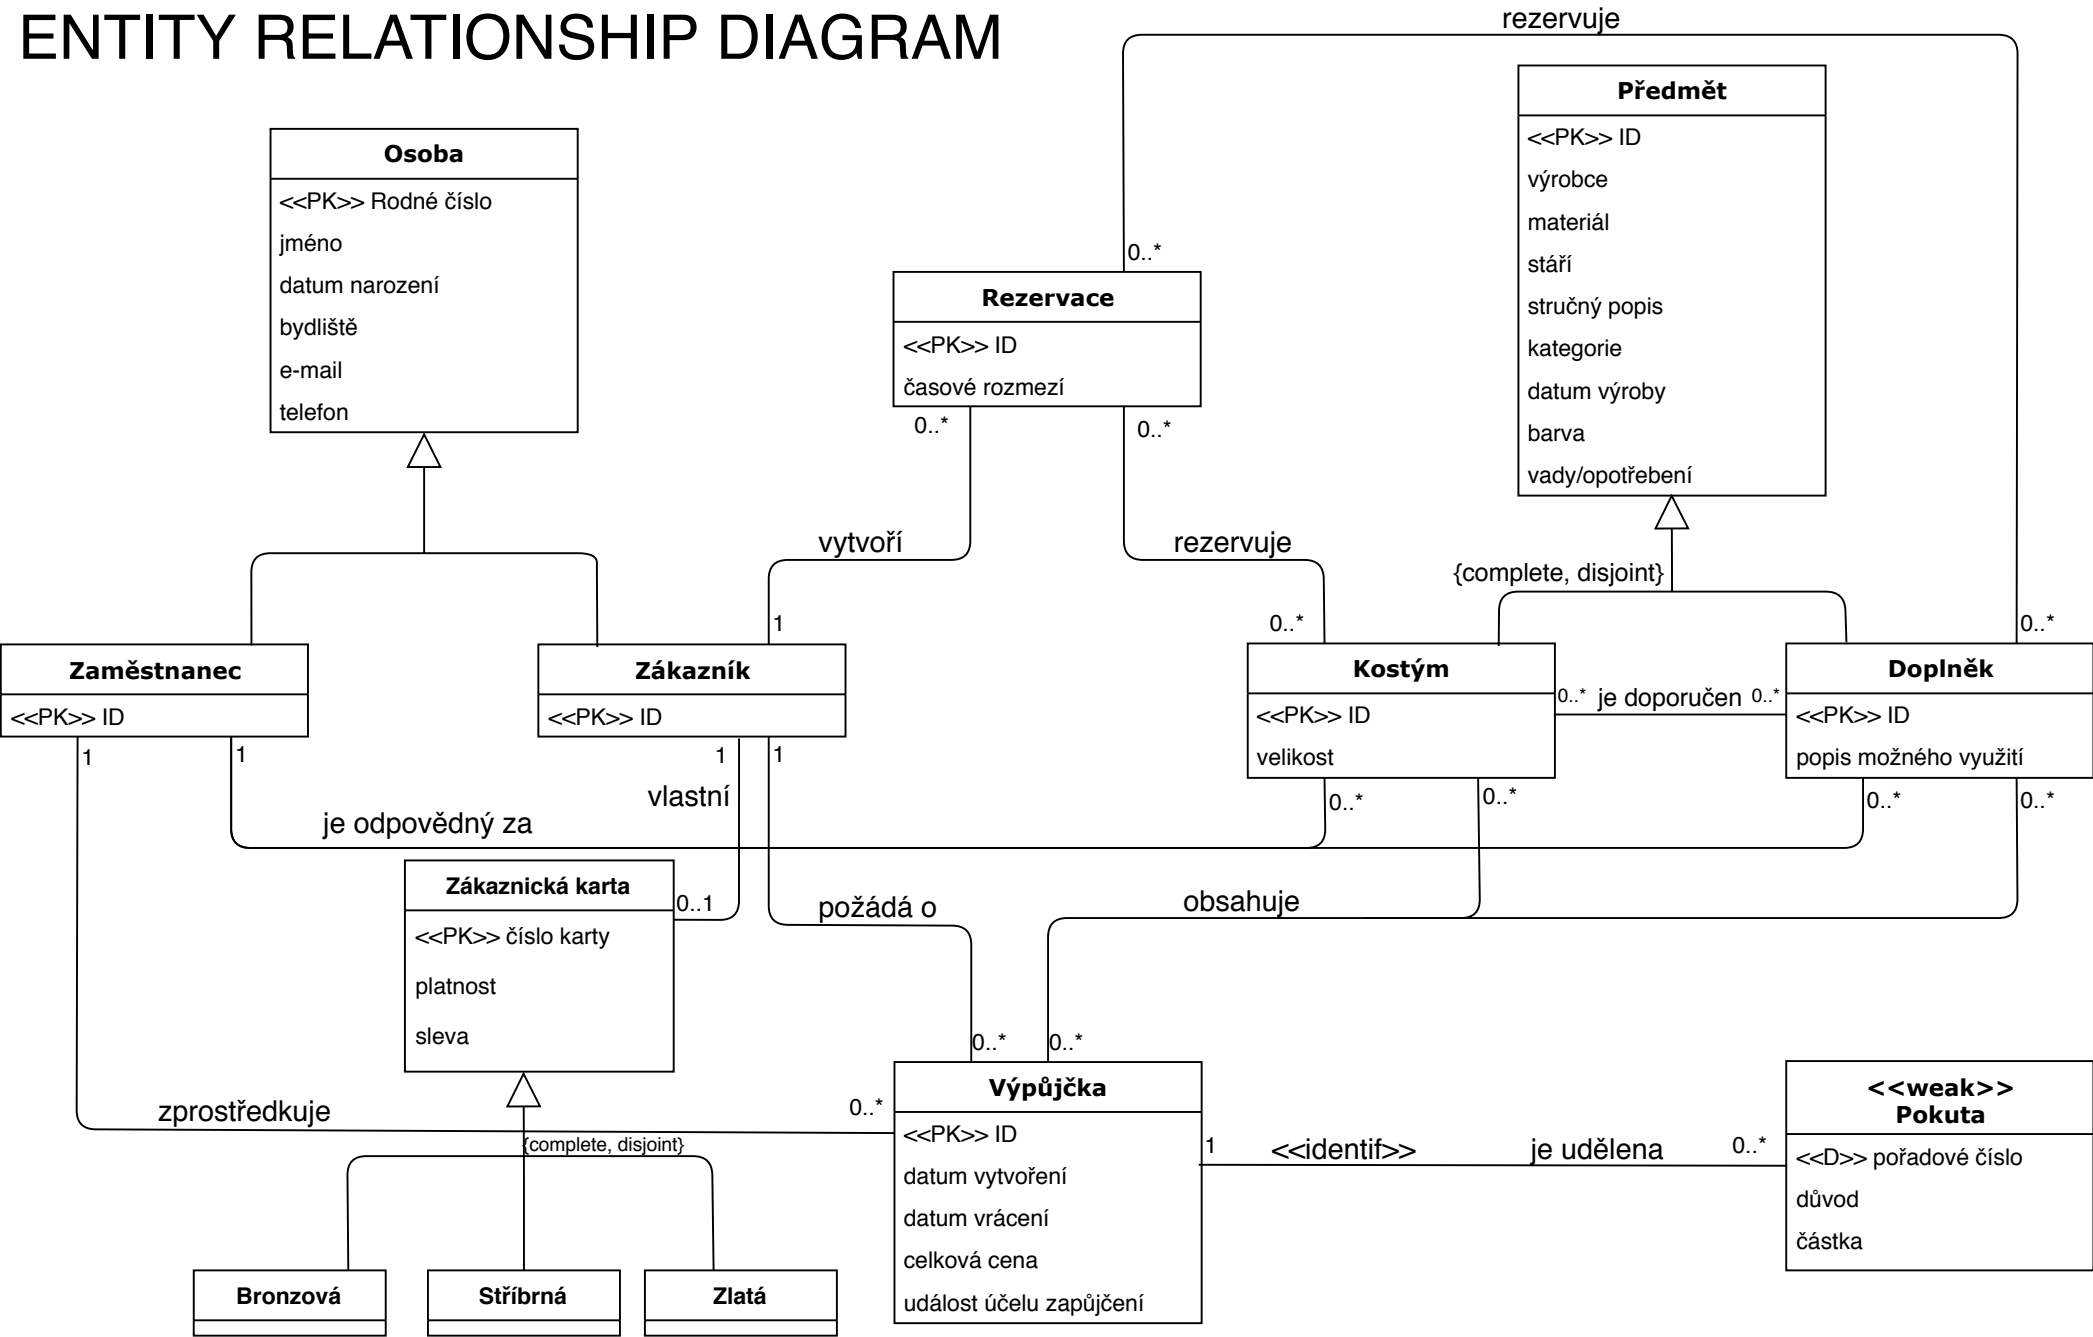 ENTITY RELATIONSHIP DIAGRAM
rezervuje
Předmět
<<PK>> ID
výrobce
materiál
stáří
stručný popis
kategorie
datum výroby
barva
vady/opotřebení
Osoba
<<PK>> Rodné číslo
jméno
datum narození
bydliště
e-mail
telefon
0..*
Rezervace
<<PK>> ID
časové rozmezí
0..*
0..*
vytvoří
rezervuje
{complete, disjoint}
1
0..*
0..*
Zaměstnanec
<<PK>> ID
Zákazník
<<PK>> ID
Kostým
<<PK>> ID
velikost
0..* je doporučen 0..*
Doplněk
<<PK>> ID
popis možného využití
1
1
1
1
vlastní
0..*
0..*
0..*
0..*
je odpovědný za
Zákaznická karta
<<PK>> číslo karty
platnost
sleva
0..1
požádá o
obsahuje
0..*
0..*
zprostředkuje
0..*
{complete, disjoint}
Výpůjčka
<<PK>> ID
datum vytvoření
datum vrácení
celková cena
událost účelu zapůjčení
1
<<identif>>
je udělena
0..*
<<weak>>
Pokuta
<<D>> pořadové číslo
důvod
částka
Bronzová
Stříbrná
Zlatá